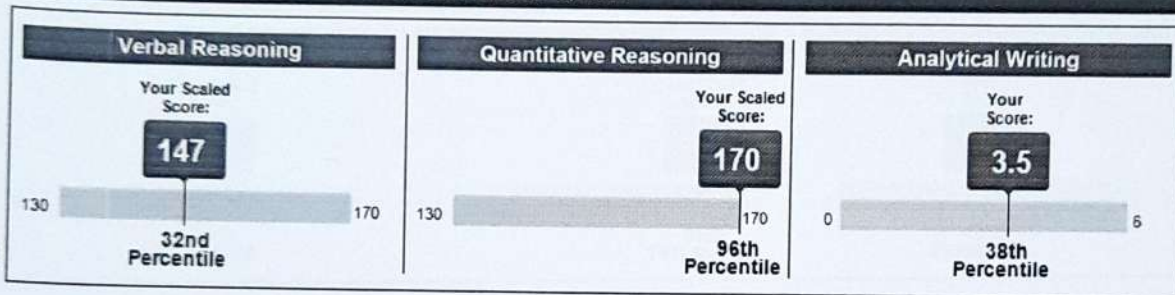 Verbal Reasoning
Your Scaled
Score:
147
130
170
32nd
Percentile
Quantitative Reasoning
Your Scaled
Score:
170
130
170
96th
Percentile
Analytical Writing
Your
Score:
3.5
0
6
38th
Percentile